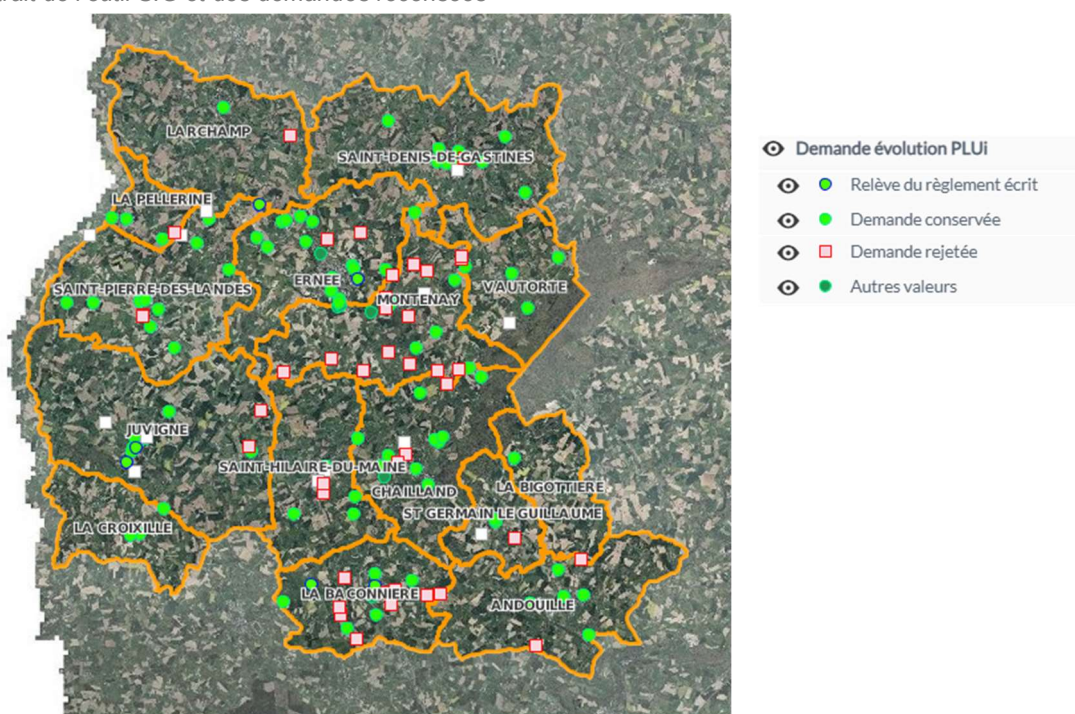 LARCHAMP
SAINT-DENIS-DE-GASTINES
LA PELLERINE
SAINT-PIERRE-DES-LANDES
ERNEE
MONTENAY
VAUTORTE
JUVIGNE
SAINT-HILAIRE-DU-MAINE
CHAILLAND
LA BIGOTTIERE
ST GERMAIN LE GUILLAUME
LA CROIXILLE
LA BACONNIERE
ANDOUILLE
Demande évolution PLUi
Relève du règlement écrit
Demande conservée
Demande rejetée
Autres valeurs